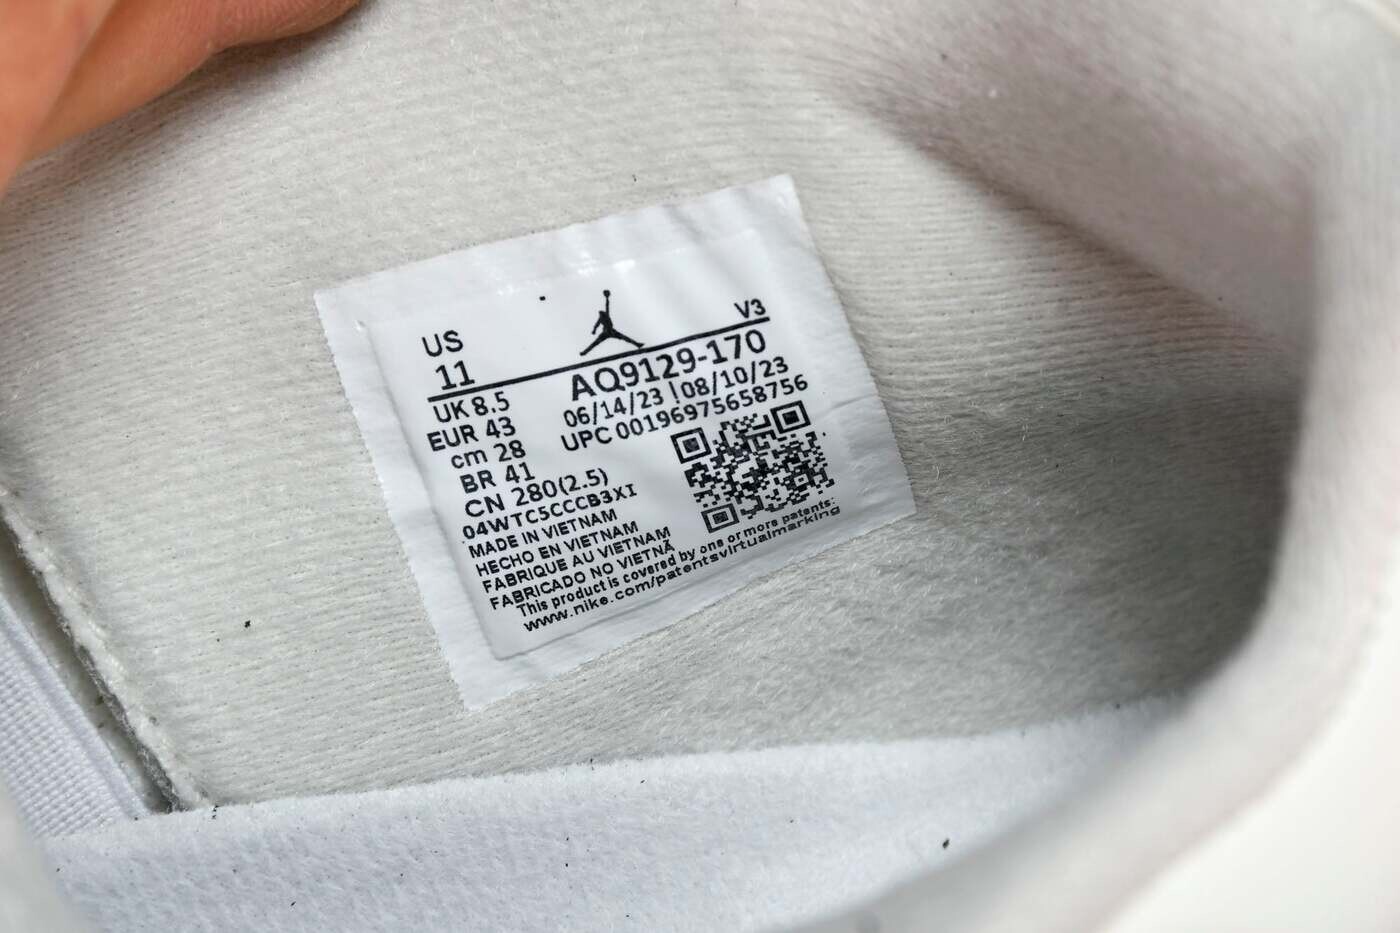 US
11
V3
UK 8.5
EUR 43
cm 28
BR 41
CN 280(2.5)
AQ9129-170
06/14/23 | 08/10/23
UPC 00196975658756
04WTC5CCCB3XI
MADE IN VIETNAM
HECHO EN VIETNAM
FABRIQUE AU VIETNAM
FABRICADO NO VIETNÃ
This product is covered by one or more patents:
www.nike.com/patentsvirtualmarking